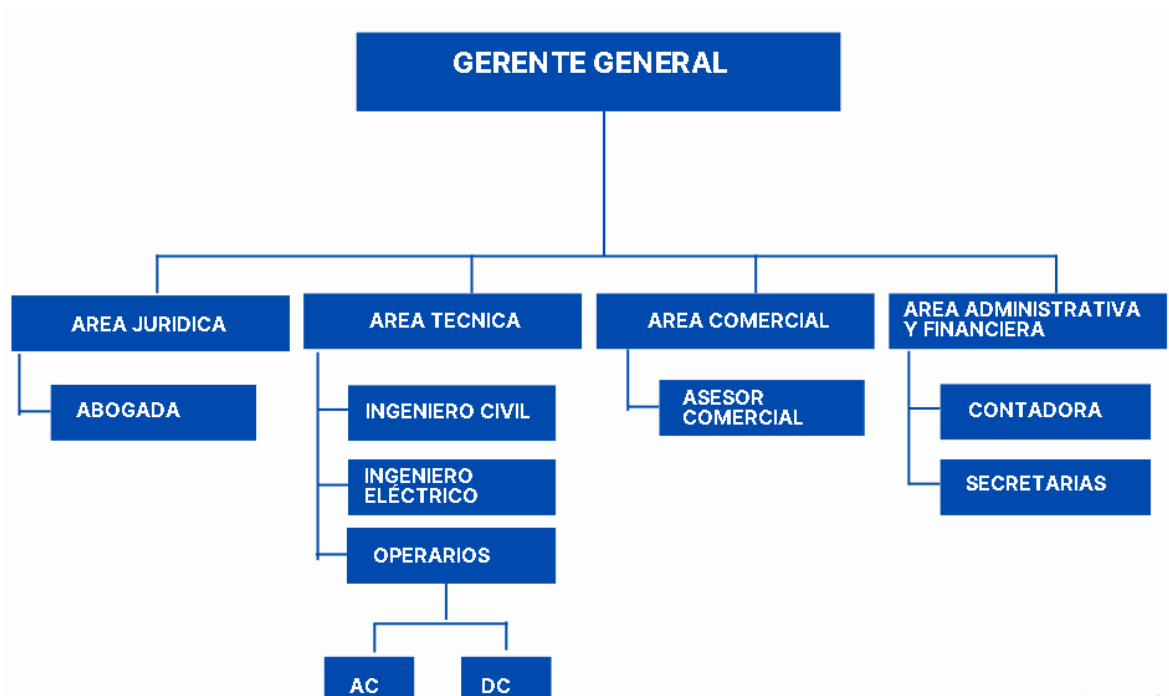 GERENTE GENERAL
AREA JURIDICA
AREA TECNICA
AREA COMERCIAL
AREA ADMINISTRATIVA
Y FINANCIERA
ABOGADA
INGENIERO CIVIL
INGENIERO
ELÉCTRICO
OPERARIOS
AC
DC
ASESOR
COMERCIAL
CONTADORA
SECRETARIAS